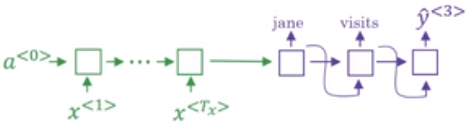 jane visits ŷ<3>
a<0> ...
x<1> x<Tx>